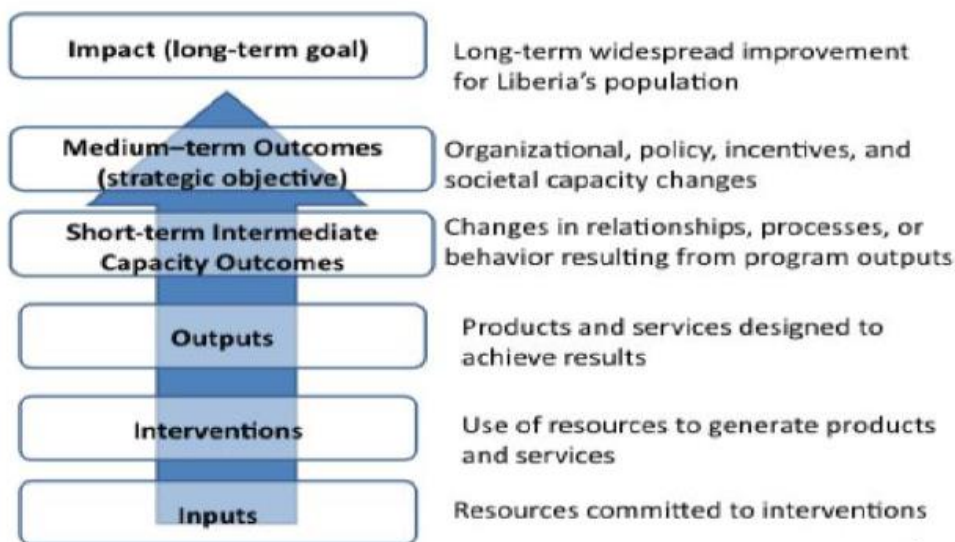 Impact (long-term goal)
Long-term widespread improvement
for Liberia's population
Medium–term Outcomes
(strategic objective)
Organizational, policy, incentives, and
societal capacity changes
Short-term Intermediate
Capacity Outcomes
Changes in relationships, processes, or
behavior resulting from program outputs
Outputs
Products and services designed to
achieve results
Interventions
Use of resources to generate products
and services
Inputs
Resources committed to interventions